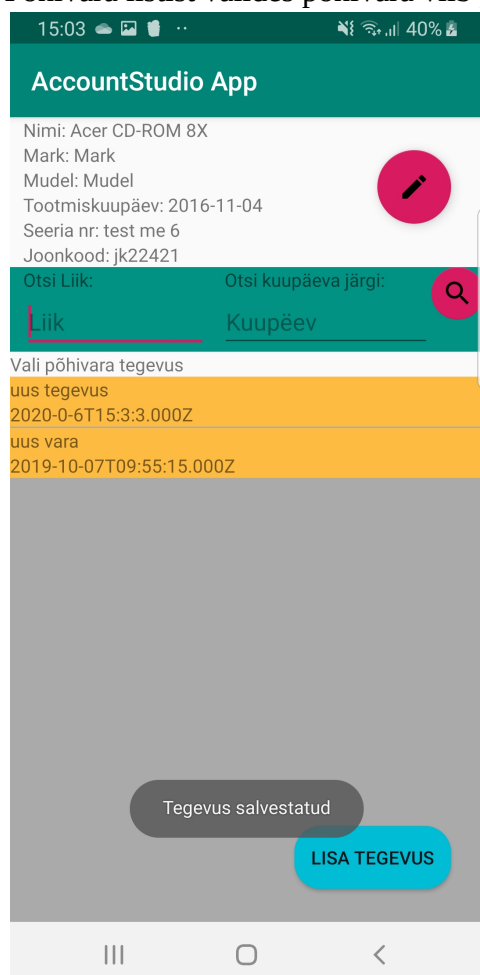 15:03 40%
AccountStudio App
Nimi: Acer CD-ROM 8X
Mark: Mark
Mudel: Mudel
Tootmiskuupäev: 2016-11-04
Seeria nr: test me 6
Joonkood: jk22421
Otsi Liik: Otsi kuupäeva järgi:
Liik Kuupëev
Vali põhivara tegevus
uus tegevus
2020-0-6T15:3:3.000Z
uus vara
2019-10-07T09:55:15.000Z
Tegevus salvestatud
LISA TEGEVUS